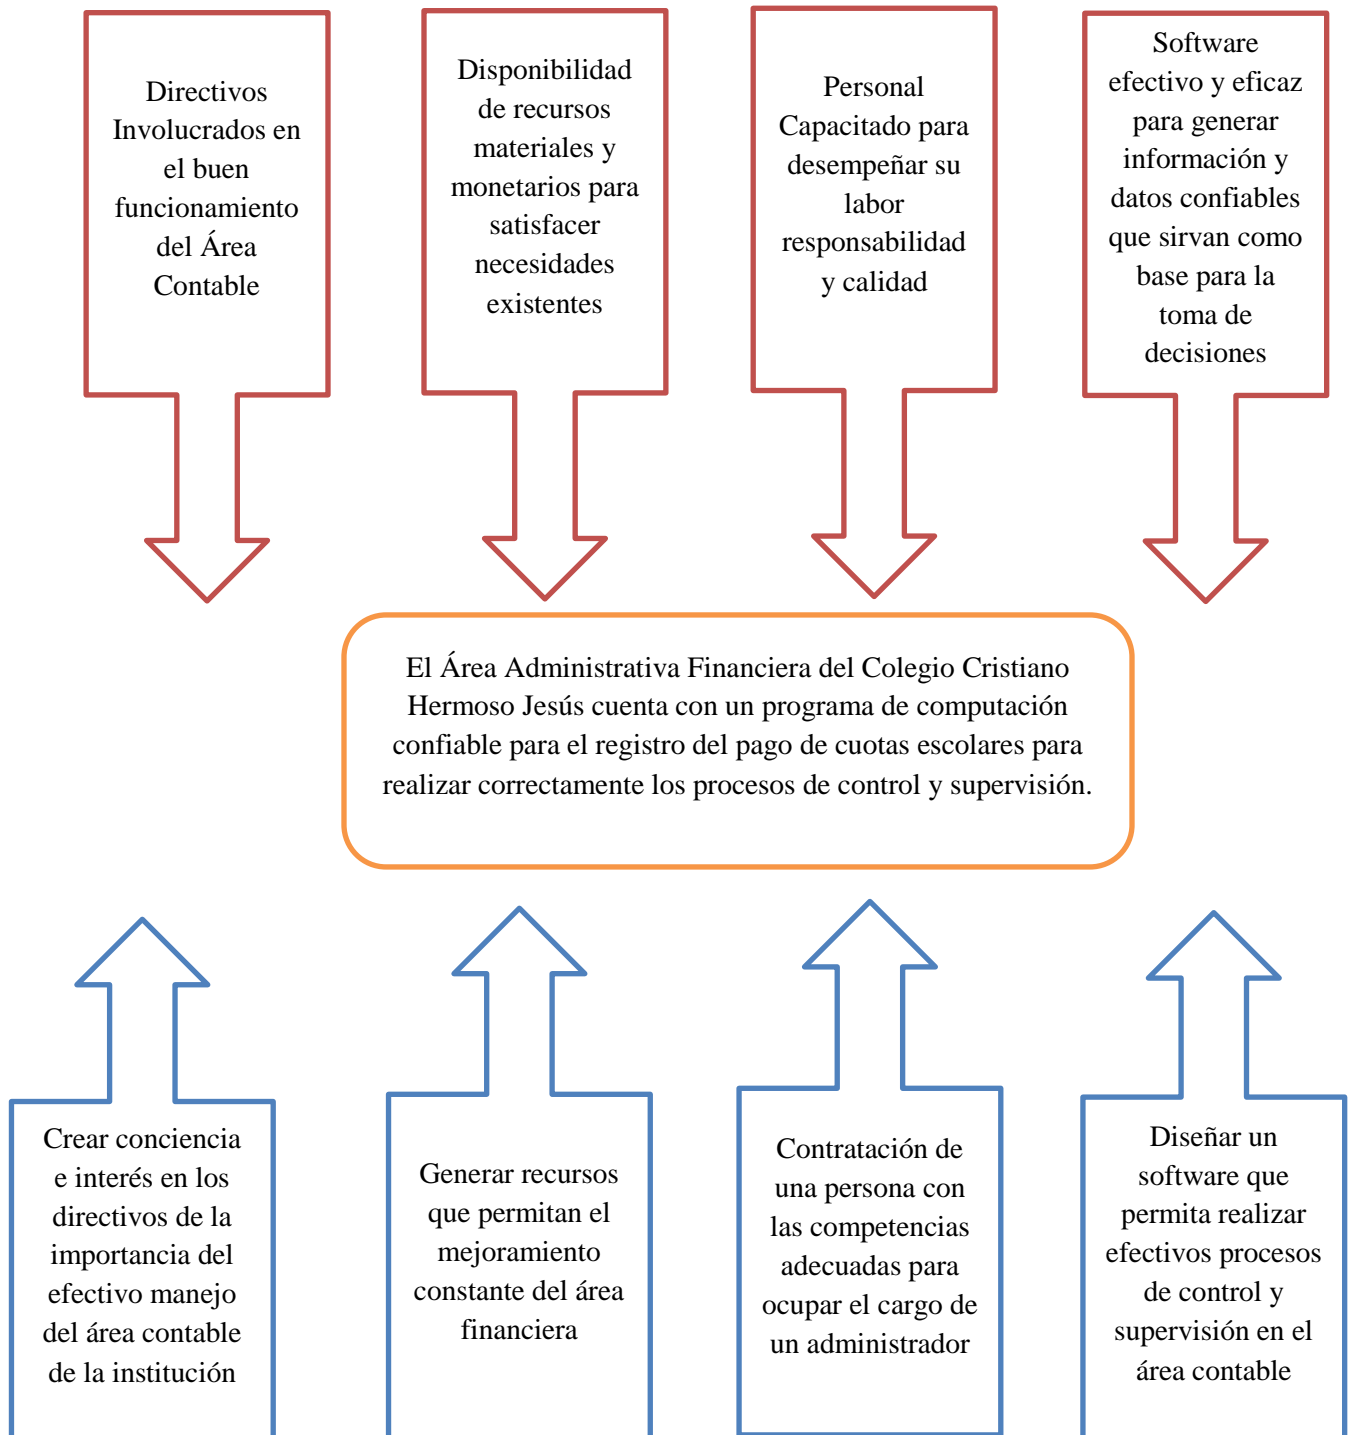 Directivos
Involucrados en
el buen
funcionamiento
del Área
Contable
Disponibilidad
de recursos
materiales y
monetarios para
satisfacer
necesidades
existentes
Personal
Capacitado para
desempeñar su
labor
responsabilidad
y calidad
Software
efectivo y eficaz
para generar
información y
datos confiables
que sirvan como
base para la
toma de
decisiones
El Área Administrativa Financiera del Colegio Cristiano
Hermoso Jesús cuenta con un programa de computación
confiable para el registro del pago de cuotas escolares para
realizar correctamente los procesos de control y supervisión.
Crear conciencia
e interés en los
directivos de la
importancia del
efectivo manejo
del área contable
de la institución
Generar recursos
que permitan el
mejoramiento
constante del área
financiera
Contratación de
una persona con
las competencias
adecuadas para
ocupar el cargo de
un administrador
Diseñar un
software que
permita realizar
efectivos procesos
de control y
supervisión en el
área contable